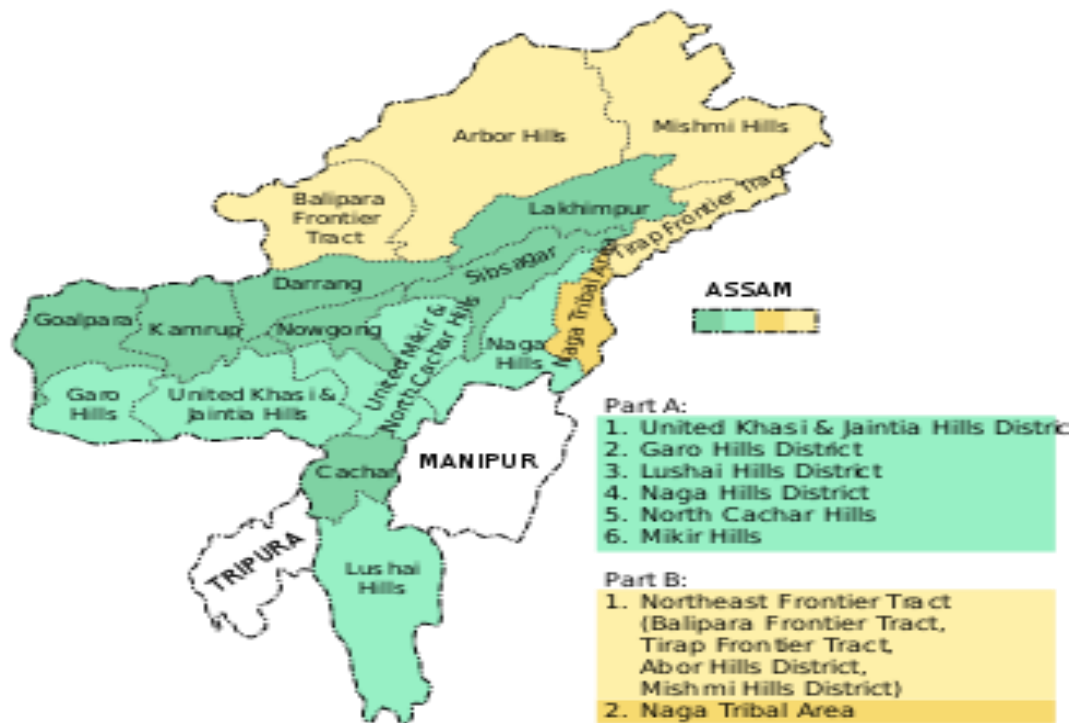 Arbor Hills
Mishmi Hills
Balipara
Frontier
Tract
Lakhimpur
Tirap Frontier Tract
Sibsagar
Darrang
Naga Tribal Area
ASSAM
Goalpara
Kamrup
Nowgong
United Mikir &
North Cachar Hills
Naga
Hills
Garo
Hills
United Khasi &
Jaintia Hills
Cachar
MANIPUR
TRIPURA
Lushai
Hills
Part A:
1. United Khasi & Jaintia Hills Distric
2. Garo Hills District
3. Lushai Hills District
4. Naga Hills District
5. North Cachar Hills
6. Mikir Hills
Part B:
1. Northeast Frontier Tract
(Balipara Frontier Tract,
Tirap Frontier Tract,
Abor Hills District,
Mishmi Hills District)
2. Naga Tribal Area